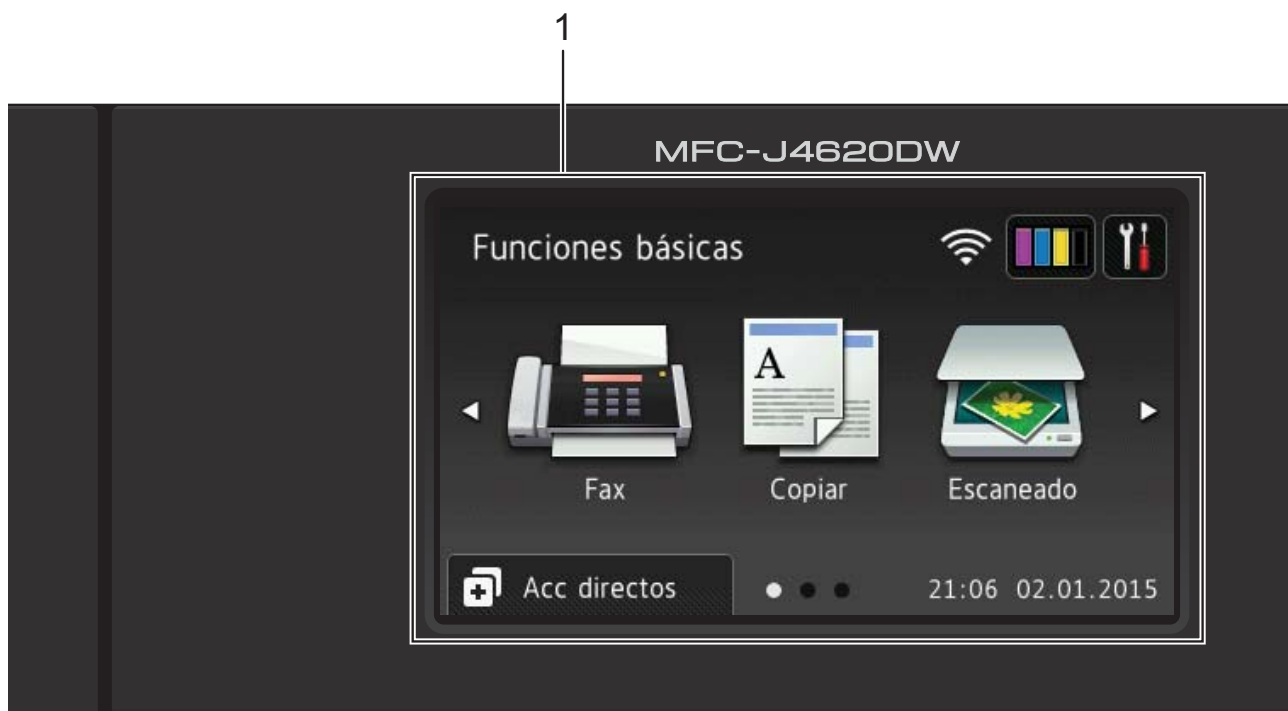 1
MFC-J4620DW
Funciones básicas
A
Fax
Copiar
Escaneado
Acc directos
21:06 02.01.2015